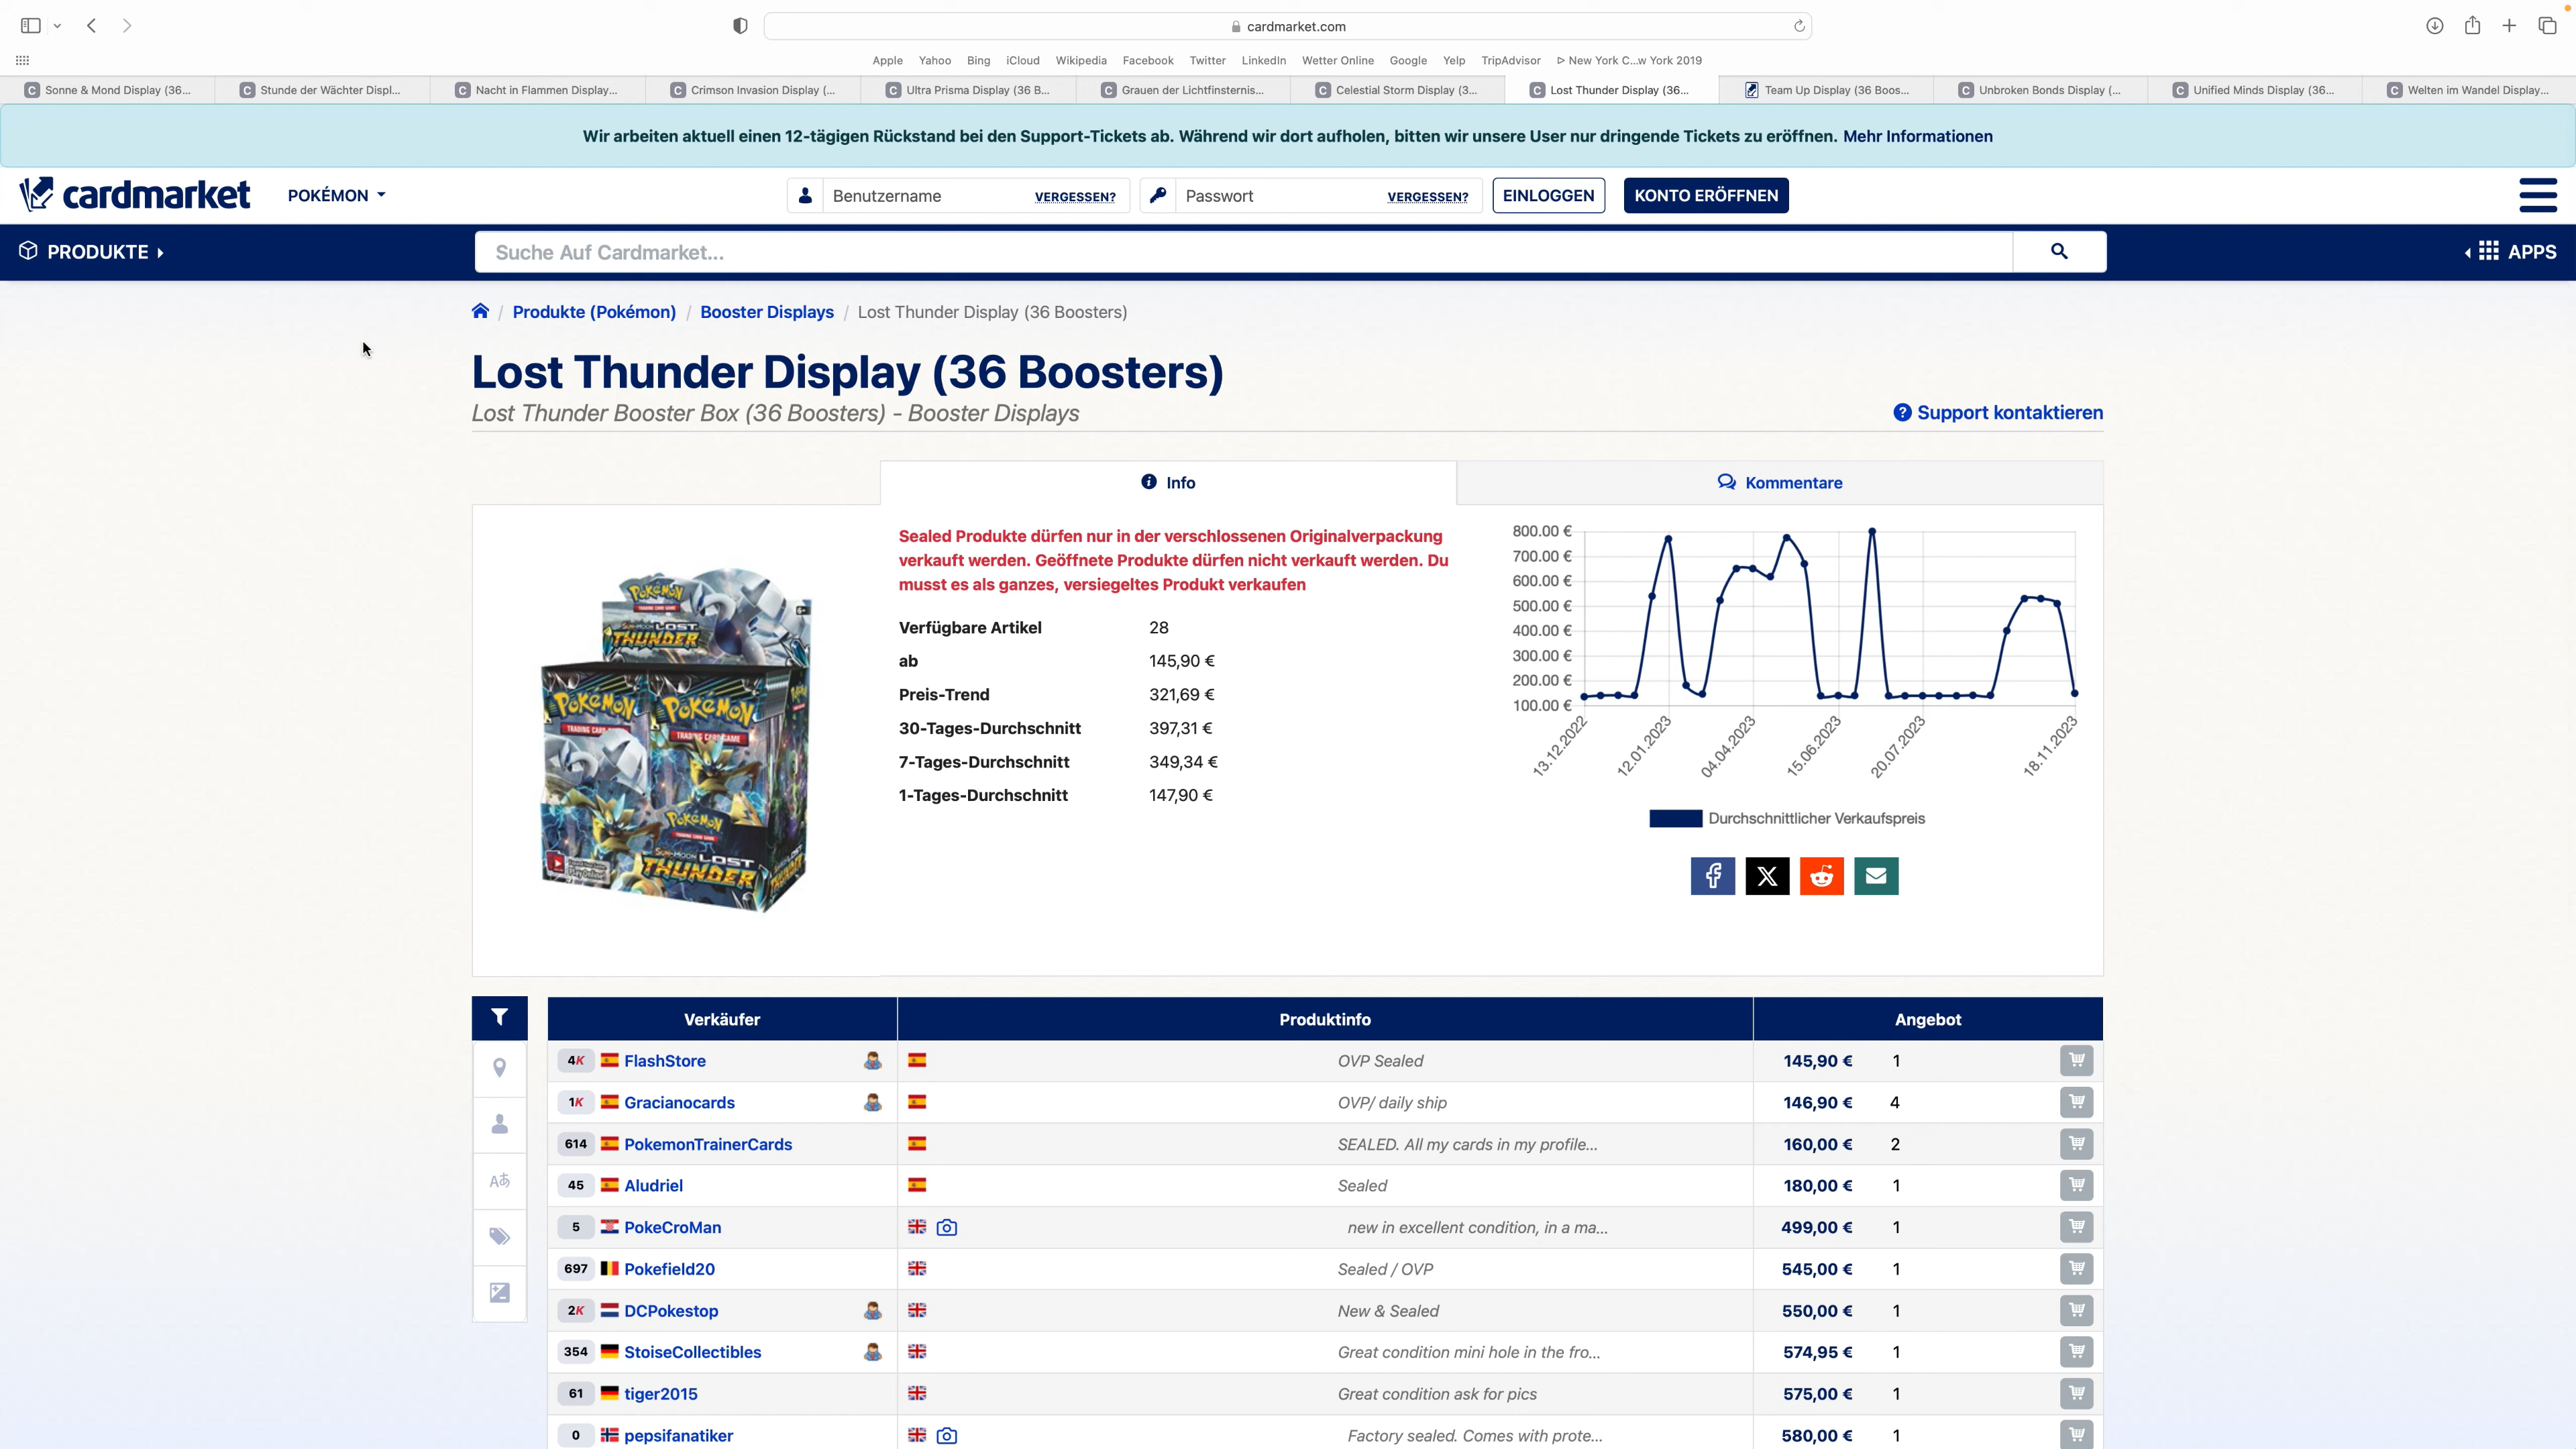 cardmarket.com
Apple Yahoo Bing iCloud Wikipedia Facebook Twitter LinkedIn Wetter Online Google Yelp TripAdvisor ᐅ New York C...w York 2019
C Sonne & Mond Display (36... C Stunde der Wächter Displ... C Nacht in Flammen Display... C Crimson Invasion Display (... C Ultra Prisma Display (36 B... C Grauen der Lichtfinsternis... C Celestial Storm Display (3... C Lost Thunder Display (36... Team Up Display (36 Boos... C Unbroken Bonds Display (... C Unified Minds Display (36... C Welten im Wandel Display...
Wir arbeiten aktuell einen 12-tägigen Rückstand bei den Support-Tickets ab. Während wir dort aufholen, bitten wir unsere User nur dringende Tickets zu eröffnen. Mehr Informationen
cardmarket POKÉMON Benutzername VERGESSEN? Passwort VERGESSEN? EINLOGGEN KONTO ERÖFFNEN
PRODUKTE Suche Auf Cardmarket... APPS
/ Produkte (Pokémon) / Booster Displays / Lost Thunder Display (36 Boosters)
Lost Thunder Display (36 Boosters)
Lost Thunder Booster Box (36 Boosters) - Booster Displays
Support kontaktieren
Info
Kommentare
POKÉMON
SUN & MOON LOST
THUNDER
POKÉMON
POKÉMON
TRADING CARD GAME
POKÉMON
SUN & MOON LOST
THUNDER
Sealed Produkte dürfen nur in der verschlossenen Originalverpackung
verkauft werden. Geöffnete Produkte dürfen nicht verkauft werden. Du
musst es als ganzes, versiegeltes Produkt verkaufen
Verfügbare Artikel 28
ab 145,90 €
Preis-Trend 321,69 €
30-Tages-Durchschnitt 397,31 €
7-Tages-Durchschnitt 349,34 €
1-Tages-Durchschnitt 147,90 €
800.00 €
700.00 €
600.00 €
500.00 €
400.00 €
300.00 €
200.00 €
100.00 €
13.12.2022 12.01.2023 04.04.2023 15.06.2023 20.07.2023 18.11.2023
Durchschnittlicher Verkaufspreis
Verkäufer Produktinfo Angebot
4K FlashStore OVP Sealed 145,90 € 1
1K Gracianocards OVP/ daily ship 146,90 € 4
614 PokemonTrainerCards SEALED. All my cards in my profile... 160,00 € 2
45 Aludriel Sealed 180,00 € 1
5 PokeCroMan new in excellent condition, in a ma... 499,00 € 1
697 Pokefield20 Sealed / OVP 545,00 € 1
2K DCPokestop New & Sealed 550,00 € 1
354 StoiseCollectibles Great condition mini hole in the fro... 574,95 € 1
61 tiger2015 Great condition ask for pics 575,00 € 1
0 pepsifanatiker Factory sealed. Comes with prote... 580,00 € 1